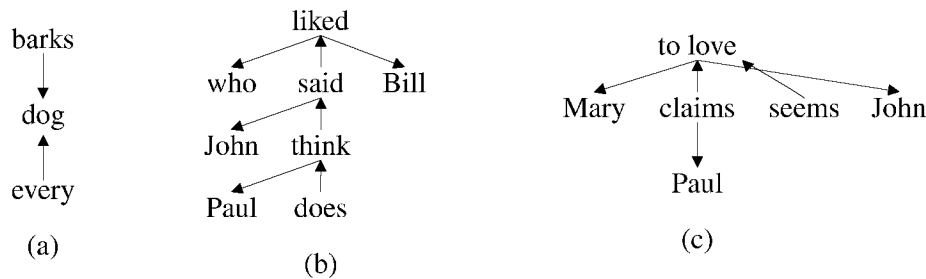 barks
dog
every
(a)
liked
who said Bill
John think
Paul does
(b)
to love
Mary claims seems John
Paul
(c)